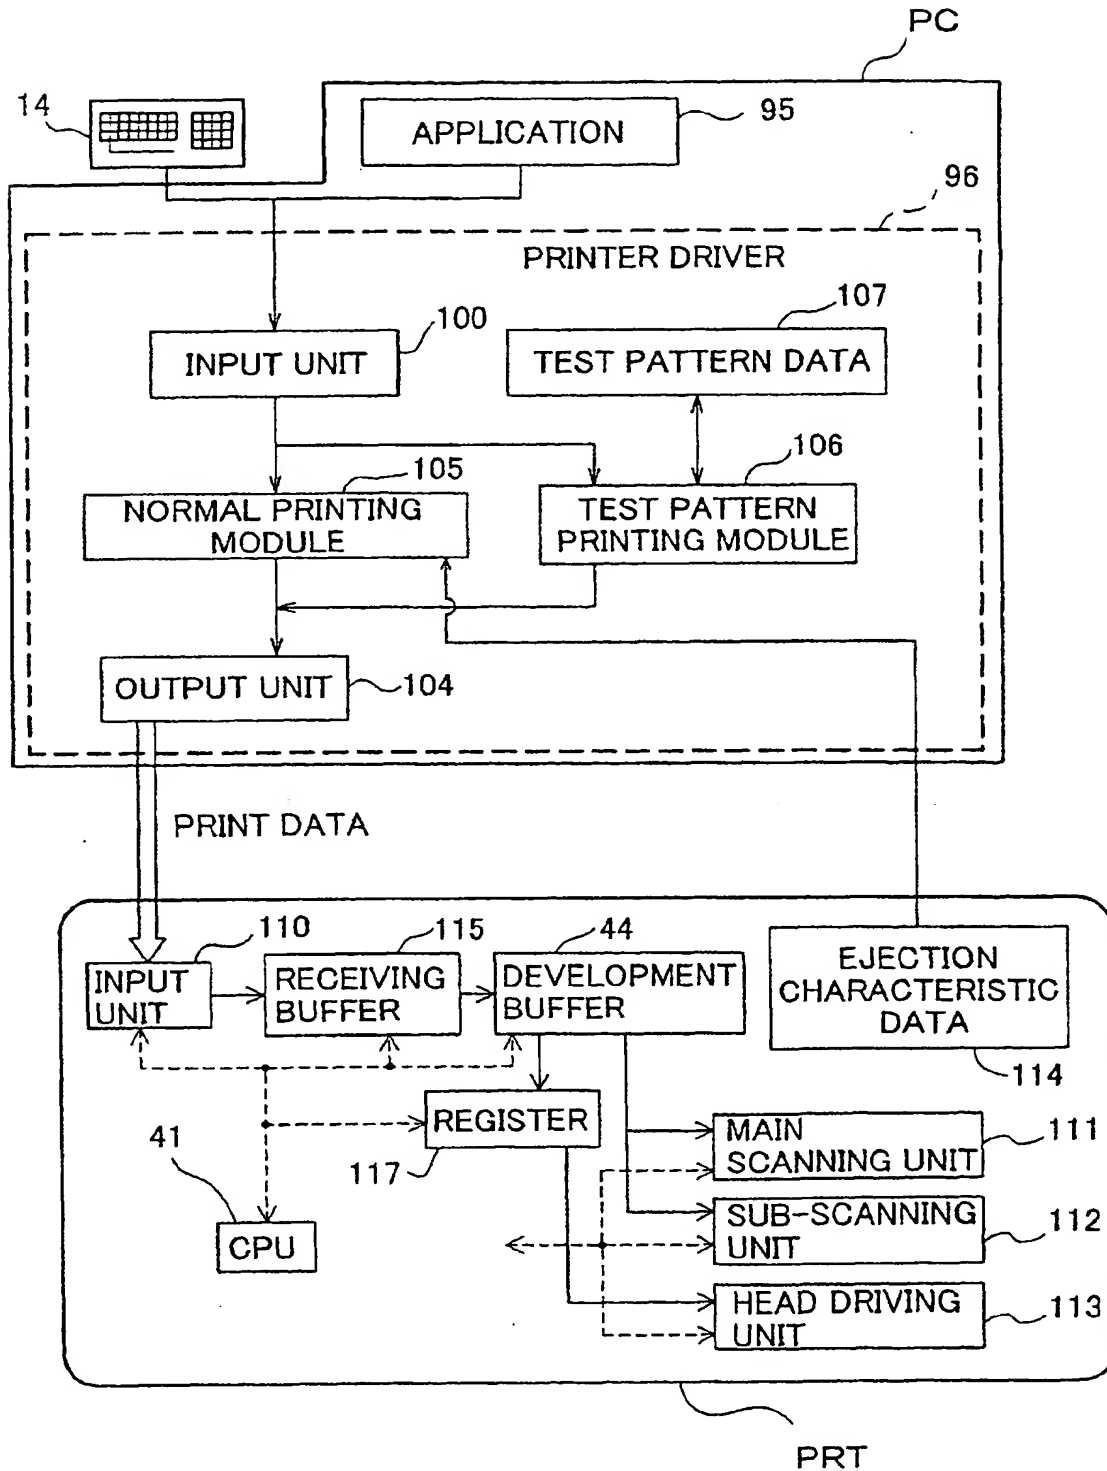 PC
14
APPLICATION
95
96
PRINTER DRIVER
107
100
INPUT UNIT
TEST PATTERN DATA
106
105
NORMAL PRINTING
MODULE
TEST PATTERN
PRINTING MODULE
OUTPUT UNIT
104
PRINT DATA
110
115
44
INPUT
UNIT
RECEIVING
BUFFER
DEVELOPMENT
BUFFER
EJECTION
CHARACTERISTIC
DATA
114
REGISTER
117
41
CPU
MAIN
SCANNING UNIT
111
SUB-SCANNING
UNIT
112
HEAD DRIVING
UNIT
113
PRT